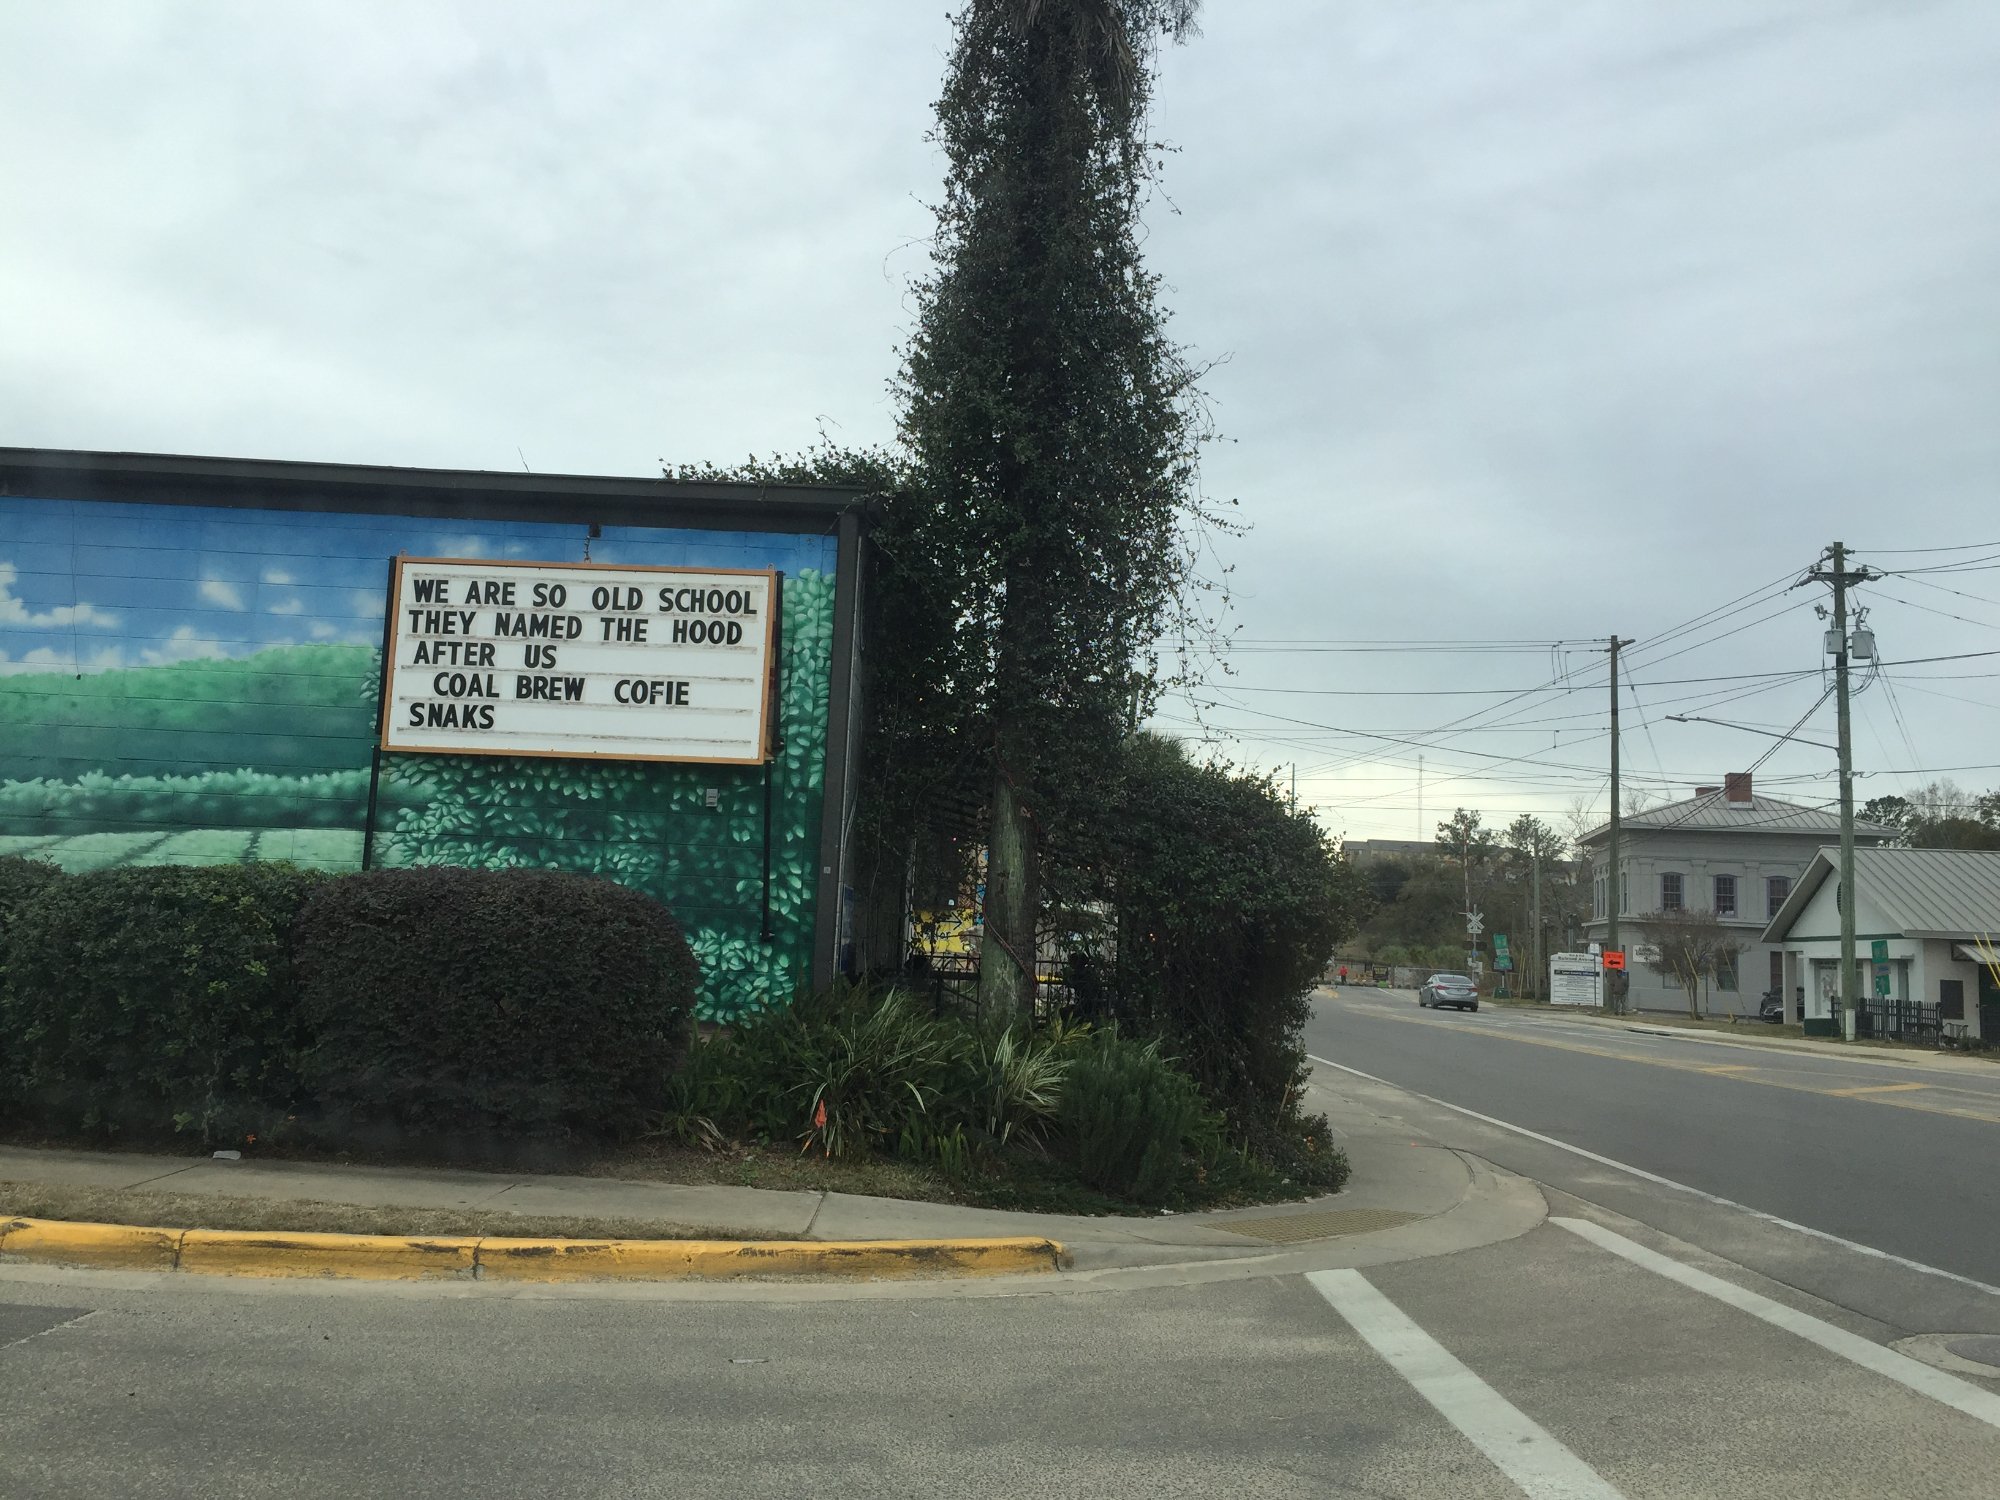 WE ARE SO OLD SCHOOL
THEY NAMED THE HOOD
AFTER US
COAL BREW COFIE
SNAKS